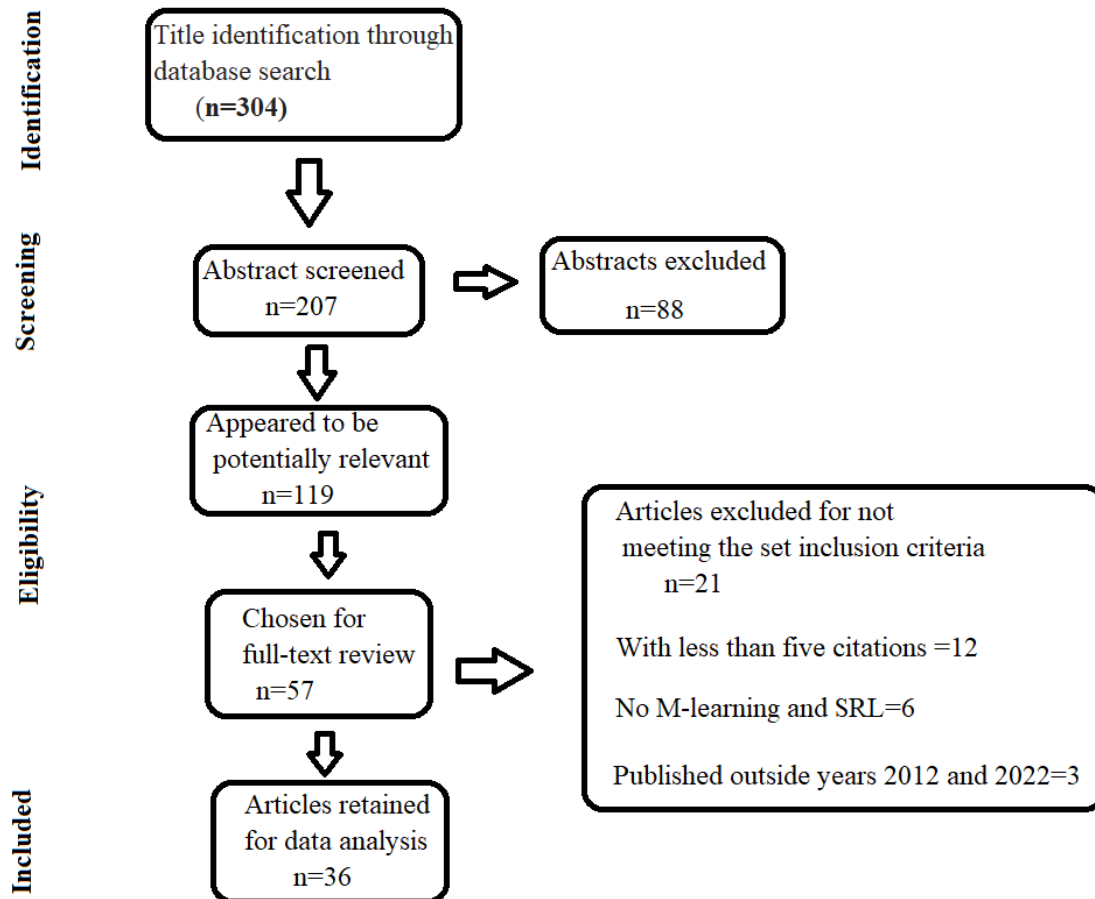 Identification
Title identification through
database search
(n=304)
Screening
Abstract screened
n=207
Abstracts excluded
n=88
Eligibility
Appeared to be
potentially relevant
n=119
Chosen for
full-text review
n=57
Articles excluded for not
meeting the set inclusion criteria
n=21
With less than five citations =12
No M-learning and SRL=6
Published outside years 2012 and 2022=3
Included
Articles retained
for data analysis
n=36